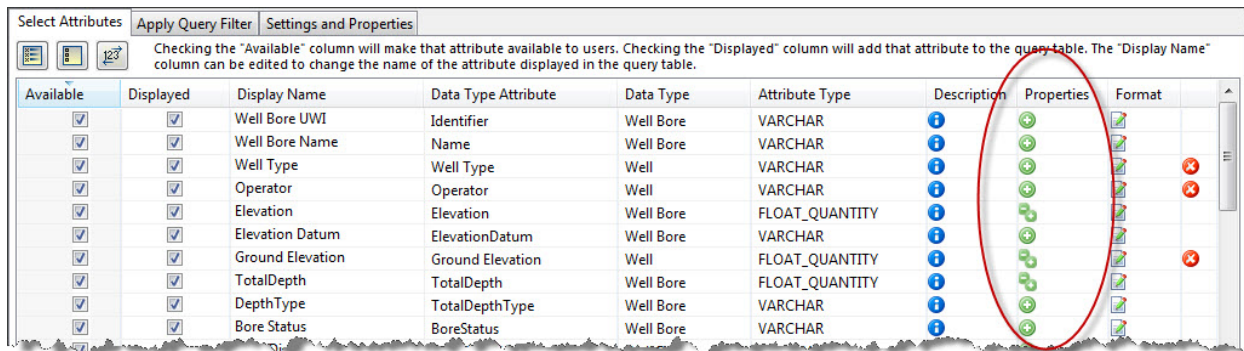 Select Attributes Apply Query Filter Settings and Properties
123 Checking the "Available" column will make that attribute available to users. Checking the "Displayed" column will add that attribute to the query table. The "Display Name"
column can be edited to change the name of the attribute displayed in the query table.
Available Displayed Display Name Data Type Attribute Data Type Attribute Type Description Properties Format
Well Bore UWI Identifier Well Bore VARCHAR
Well Bore Name Name Well Bore VARCHAR
Well Type Well Type Well VARCHAR
Operator Operator Well VARCHAR
Elevation Elevation Well Bore FLOAT_QUANTITY
Elevation Datum ElevationDatum Well Bore VARCHAR
Ground Elevation Ground Elevation Well FLOAT_QUANTITY
TotalDepth TotalDepth Well Bore FLOAT_QUANTITY
DepthType TotalDepthType Well Bore VARCHAR
Bore Status BoreStatus Well Bore VARCHAR